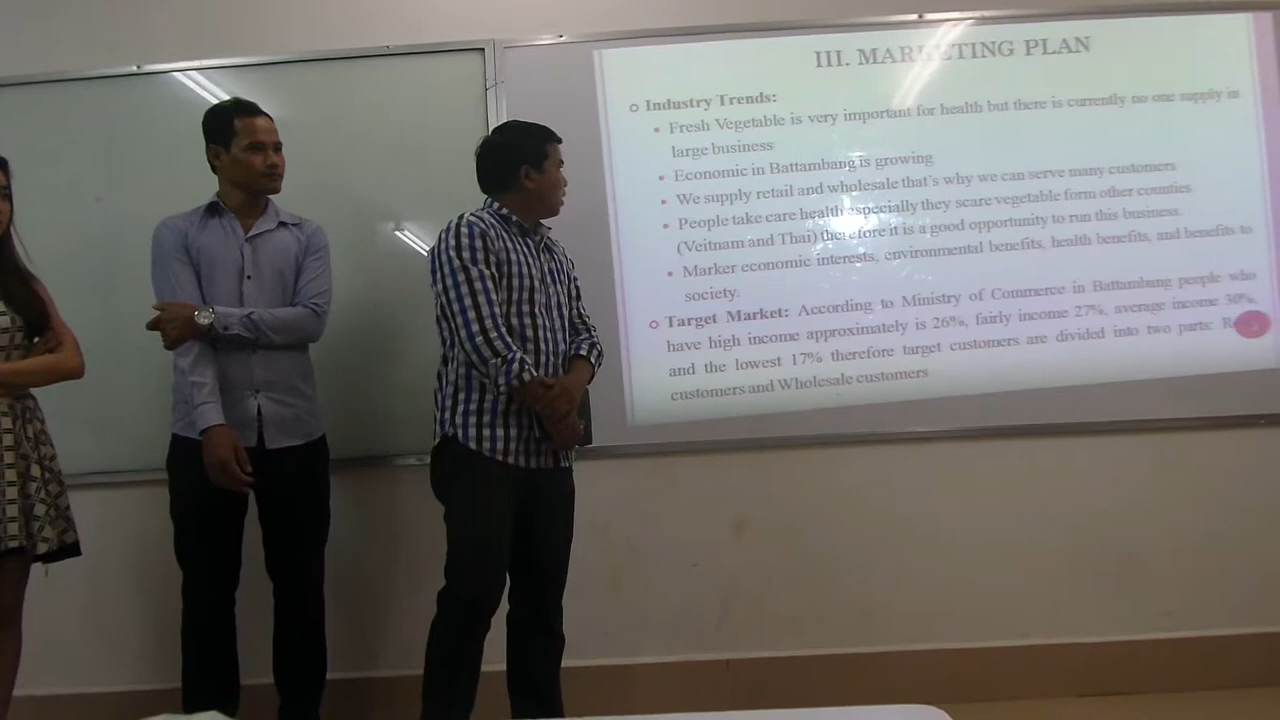 III. MARKETING PLAN
Industry Trends:
Fresh Vegetable is very important for health but there is currently no one supply in
large business
Economic in Battambang is growing
We supply retail and wholesale that's why we can serve many customers
People take care health especially they scare vegetable form other counties
(Veitnam and Thai) therefore it is a good opportunity to run this business.
Marker economic interests, environmental benefits, health benefits, and benefits to
society.
Target Market: According to Ministry of Commerce in Battambang people who
have high income approximately is 26%, fairly income 27%, average income 30%,
and the lowest 17% therefore target customers are divided into two parts:
customers and Wholesale customers